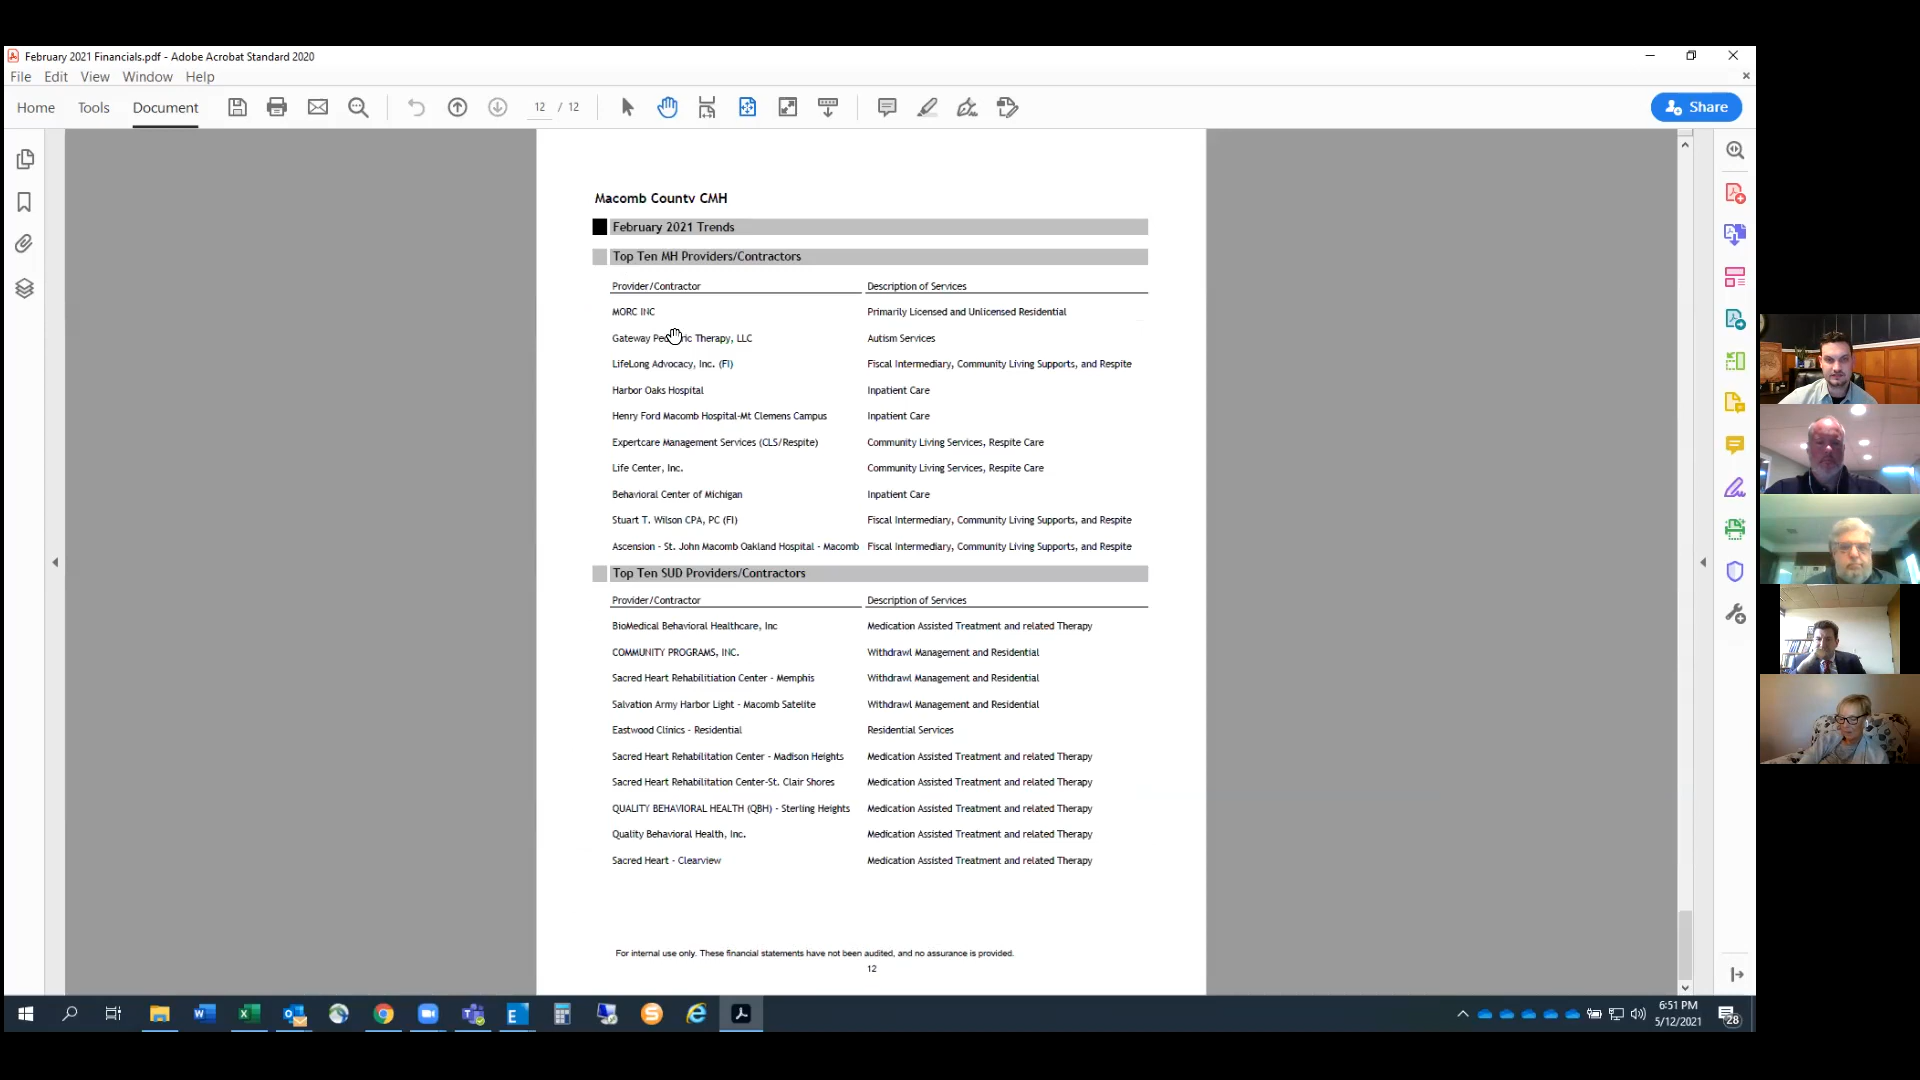 February 2021 Financials.pdf - Adobe Acrobat Standard 2020
File Edit View Window Help
Home Tools Document 12 / 12 Share
Macomb County CMH
February 2021 Trends
Top Ten MH Providers/Contractors
Provider/Contractor Description of Services
MORC INC Primarily Licensed and Unlicensed Residential
Gateway Therapy, LLC Autism Services
LifeLong Advocacy, Inc. (FI) Fiscal Intermediary, Community Living Supports, and Respite
Harbor Oaks Hospital Inpatient Care
Henry Ford Macomb Hospital-Mt Clemens Campus Inpatient Care
Expertcare Management Services (CLS/Respite) Community Living Services, Respite Care
Life Center, Inc. Community Living Services, Respite Care
Behavioral Center of Michigan Inpatient Care
Stuart T. Wilson CPA, PC (FI) Fiscal Intermediary, Community Living Supports, and Respite
Ascension - St. John Macomb Oakland Hospital - Macomb Fiscal Intermediary, Community Living Supports, and Respite
Top Ten SUD Providers/Contractors
Provider/Contractor Description of Services
BioMedical Behavioral Healthcare, Inc Medication Assisted Treatment and related Therapy
COMMUNITY PROGRAMS, INC. Withdrawl Management and Residential
Sacred Heart Rehabilitiation Center - Memphis Withdrawl Management and Residential
Salvation Army Harbor Light - Macomb Satelite Withdrawl Management and Residential
Eastwood Clinics - Residential Residential Services
Sacred Heart Rehabilitation Center - Madison Heights Medication Assisted Treatment and related Therapy
Sacred Heart Rehabilitation Center-St. Clair Shores Medication Assisted Treatment and related Therapy
QUALITY BEHAVIORAL HEALTH (QBH) - Sterling Heights Medication Assisted Treatment and related Therapy
Quality Behavioral Health, Inc. Medication Assisted Treatment and related Therapy
Sacred Heart - Clearview Medication Assisted Treatment and related Therapy
For internal use only. These financial statements have not been audited, and no assurance is provided.
12
6:51 PM
5/12/2021
28